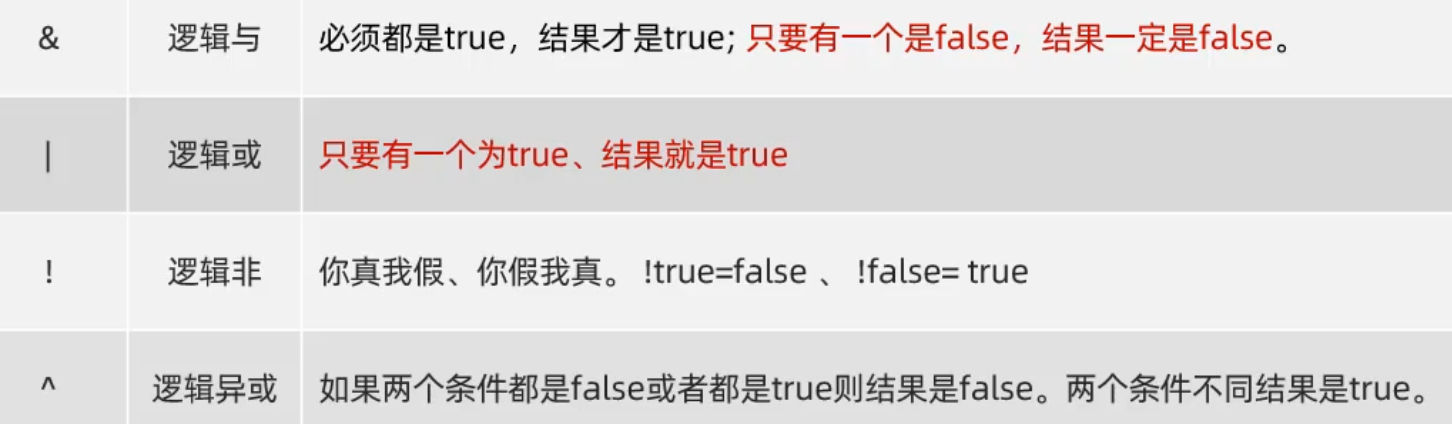 & 逻辑与 必须都是true，结果才是true; 只要有一个是false，结果一定是false。
| 逻辑或 只要有一个为true、结果就是true
! 逻辑非 你真我假、你假我真。 !true=false 、 !false= true
^ 逻辑异或 如果两个条件都是false或者都是true则结果是false。两个条件不同结果是true。